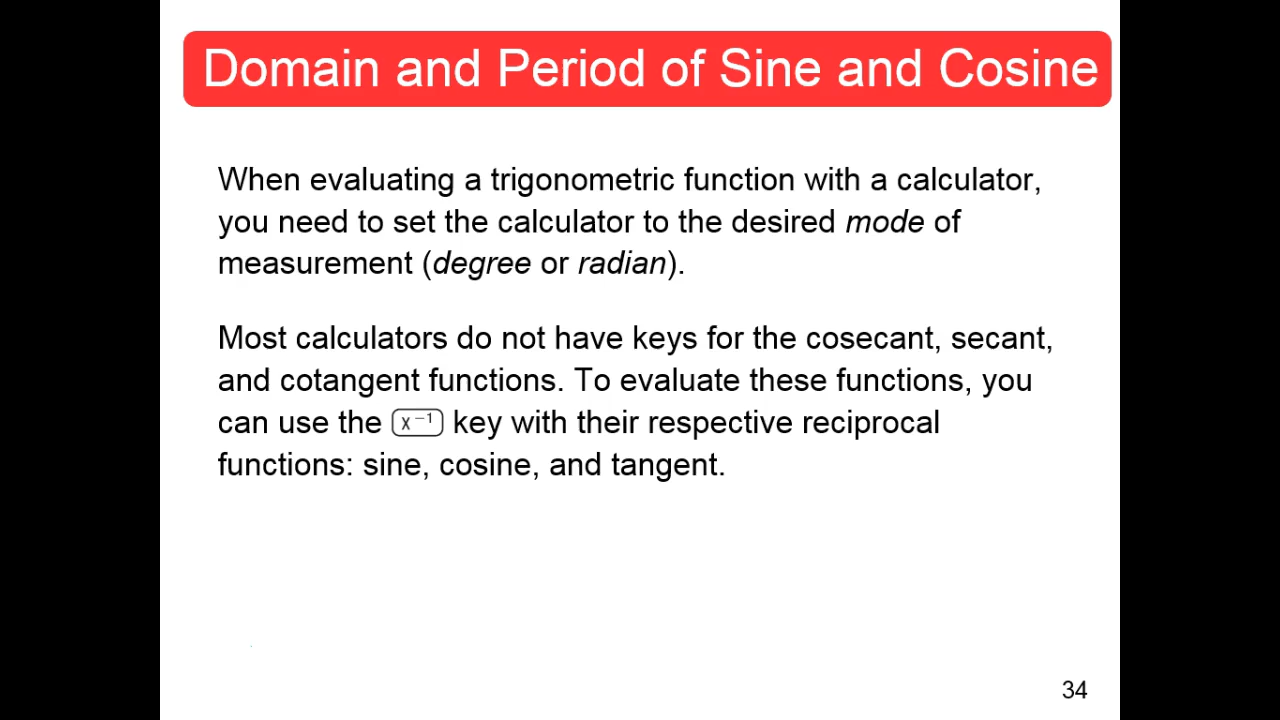 Domain and Period of Sine and Cosine
When evaluating a trigonometric function with a calculator,
you need to set the calculator to the desired mode of
measurement (degree or radian).
Most calculators do not have keys for the cosecant, secant,
and cotangent functions. To evaluate these functions, you
can use the x⁻¹ key with their respective reciprocal
functions: sine, cosine, and tangent.
34